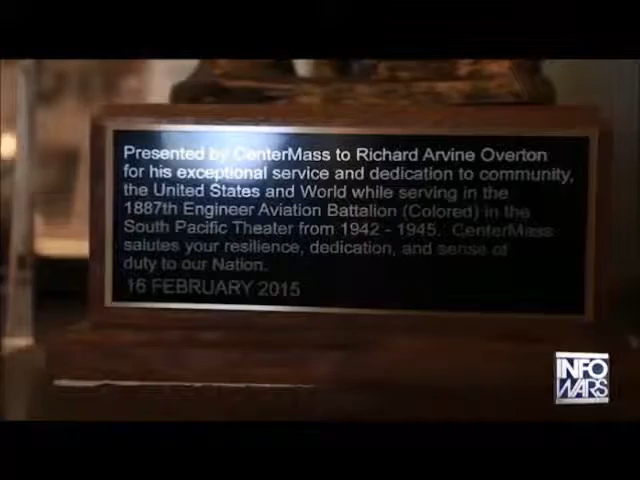 Presented by CenterMass to Richard Arvine Overton
for his exceptional service and dedication to community,
the United States and World while serving in the
1887th Engineer Aviation Battalion (Colored) in the
South Pacific Theater from 1942 - 1945. CenterMass
salutes your resilience, dedication, and sense of
duty to our Nation.
16 FEBRUARY 2015
INFO
WARS